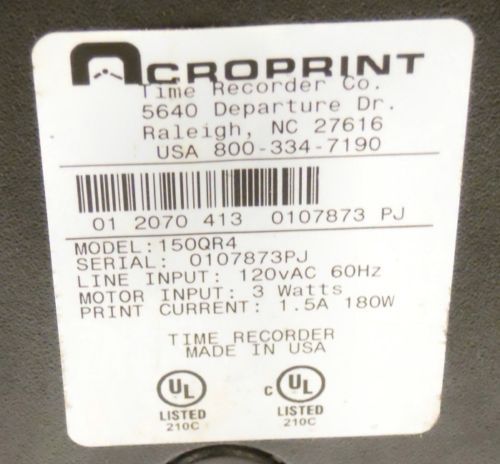 ACROPRINT
Time Recorder Co.
5640 Departure Dr.
Raleigh, NC 27616
USA 800-334-7190
01 2070 413 0107873 PJ
MODEL:150QR4
SERIAL: 0107873PJ
LINE INPUT: 120vAC 60Hz
MOTOR INPUT: 3 Watts
PRINT CURRENT: 1.5A 180W
TIME RECORDER
MADE IN USA
UL
LISTED
210C
c UL
LISTED
210C